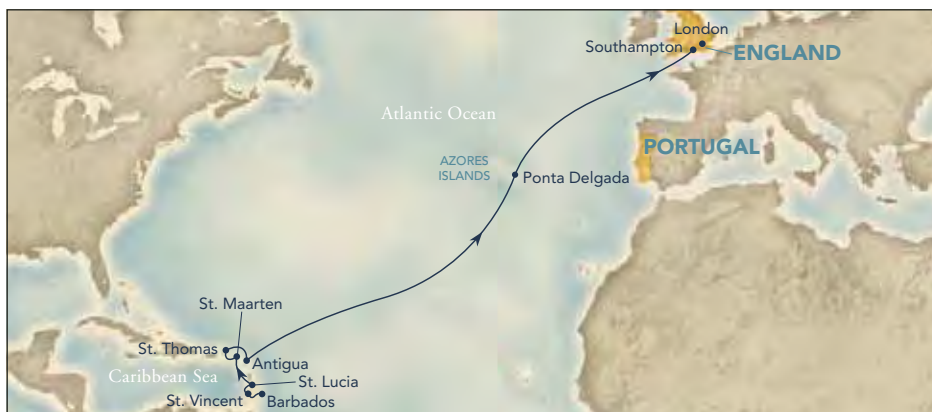 London
Southampton
ENGLAND
Atlantic Ocean
PORTUGAL
AZORES
ISLANDS
Ponta Delgada
St. Maarten
St. Thomas
Antigua
Caribbean Sea
St. Lucia
St. Vincent
Barbados